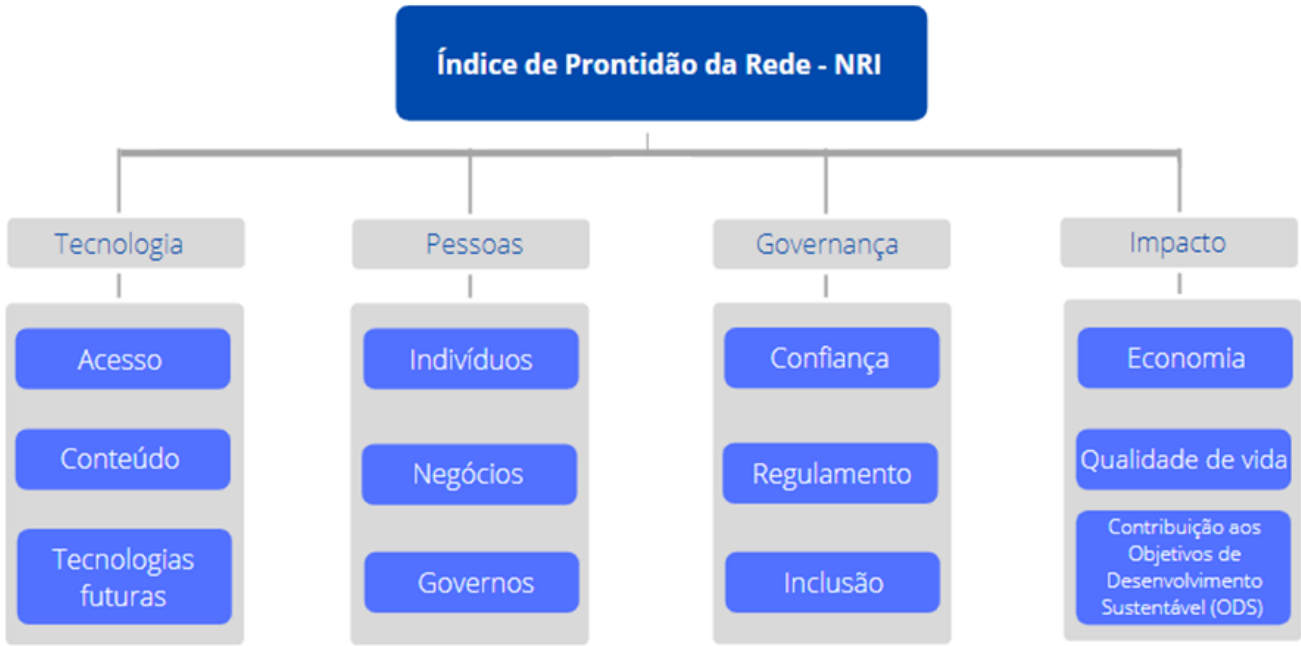 Índice de Prontidão da Rede - NRI
Tecnologia
Acesso
Conteúdo
Tecnologias
futuras
Pessoas
Indivíduos
Negócios
Governos
Governança
Confiança
Regulamento
Inclusão
Impacto
Economia
Qualidade de vida
Contribuição aos
Objetivos de
Desenvolvimento
Sustentável (ODS)